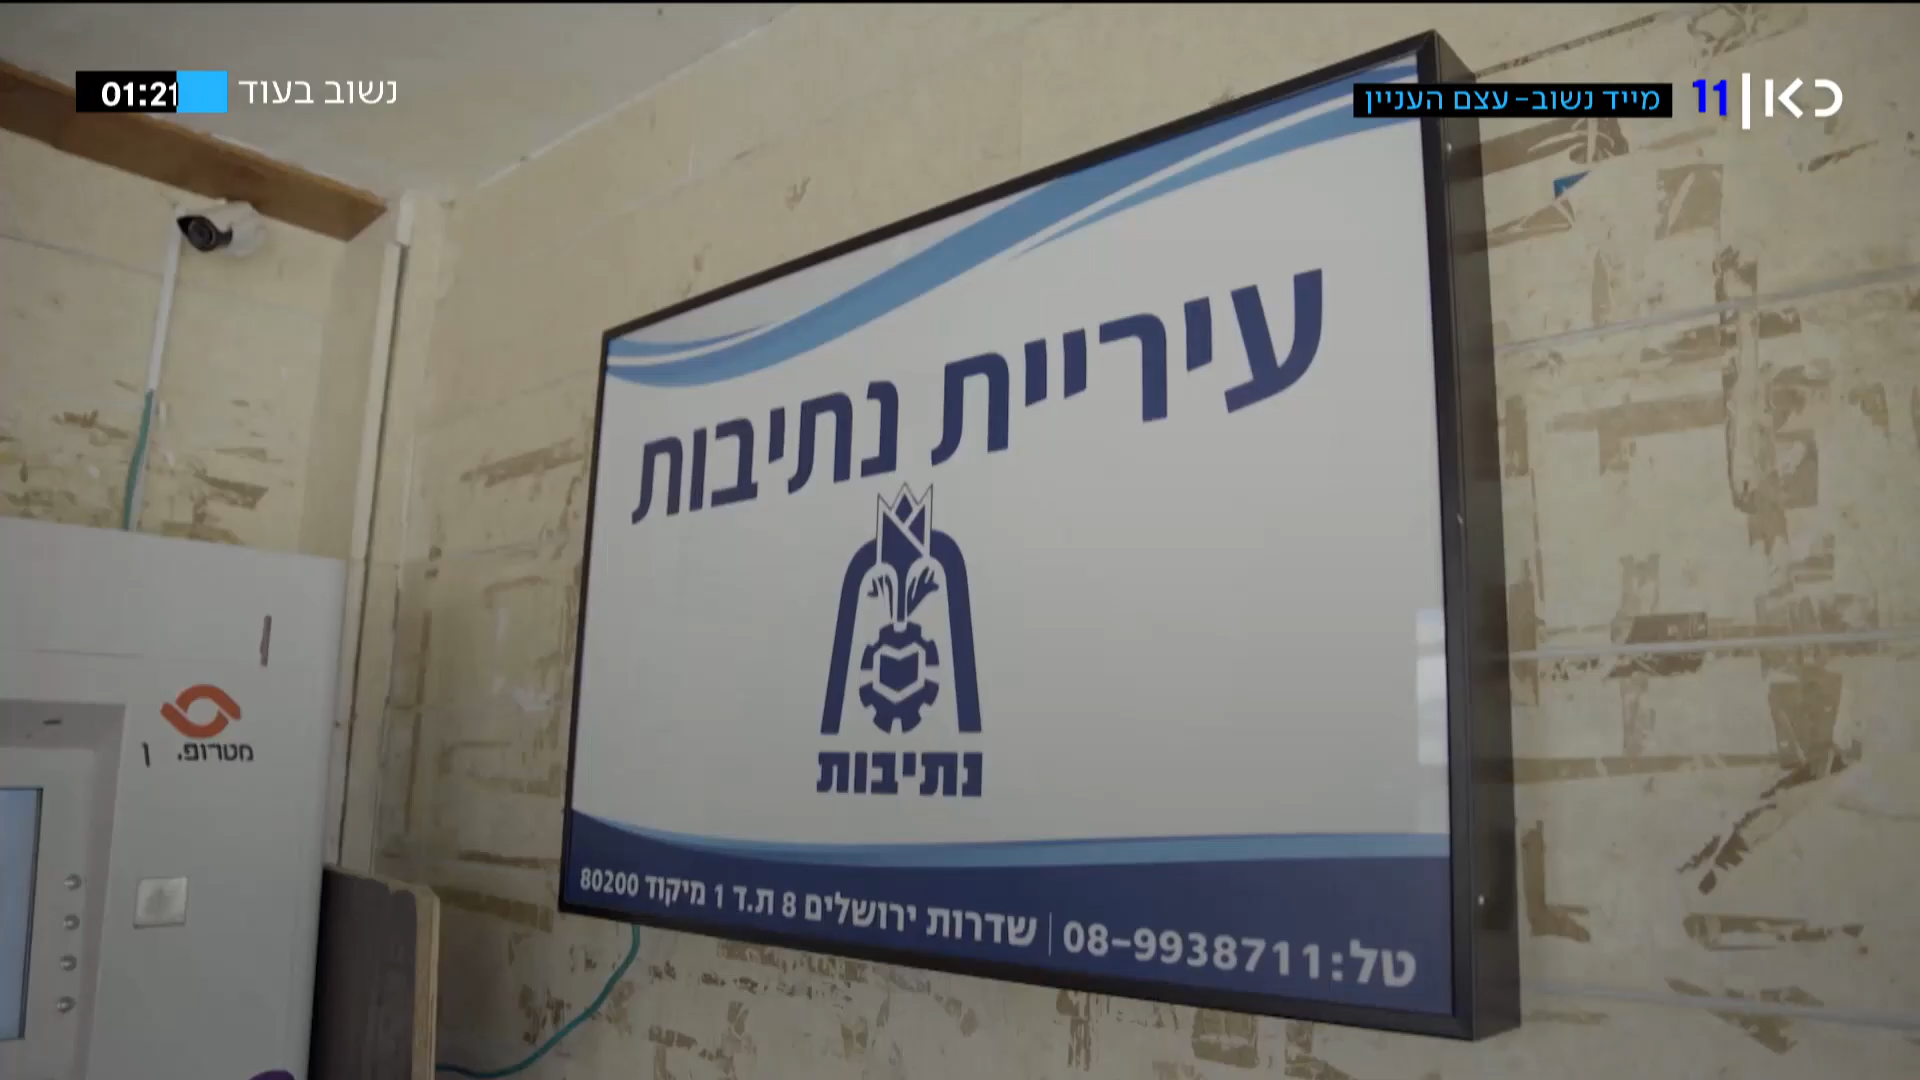 נשוב בעוד 01:21
מייד נשוב- עצם העניין
כאן 11
עיריית נתיבות
נתיבות
טל: 08-9938711 | שדרות ירושלים 8 ת.ד 1 מיקוד 80200
מטרופ. ן